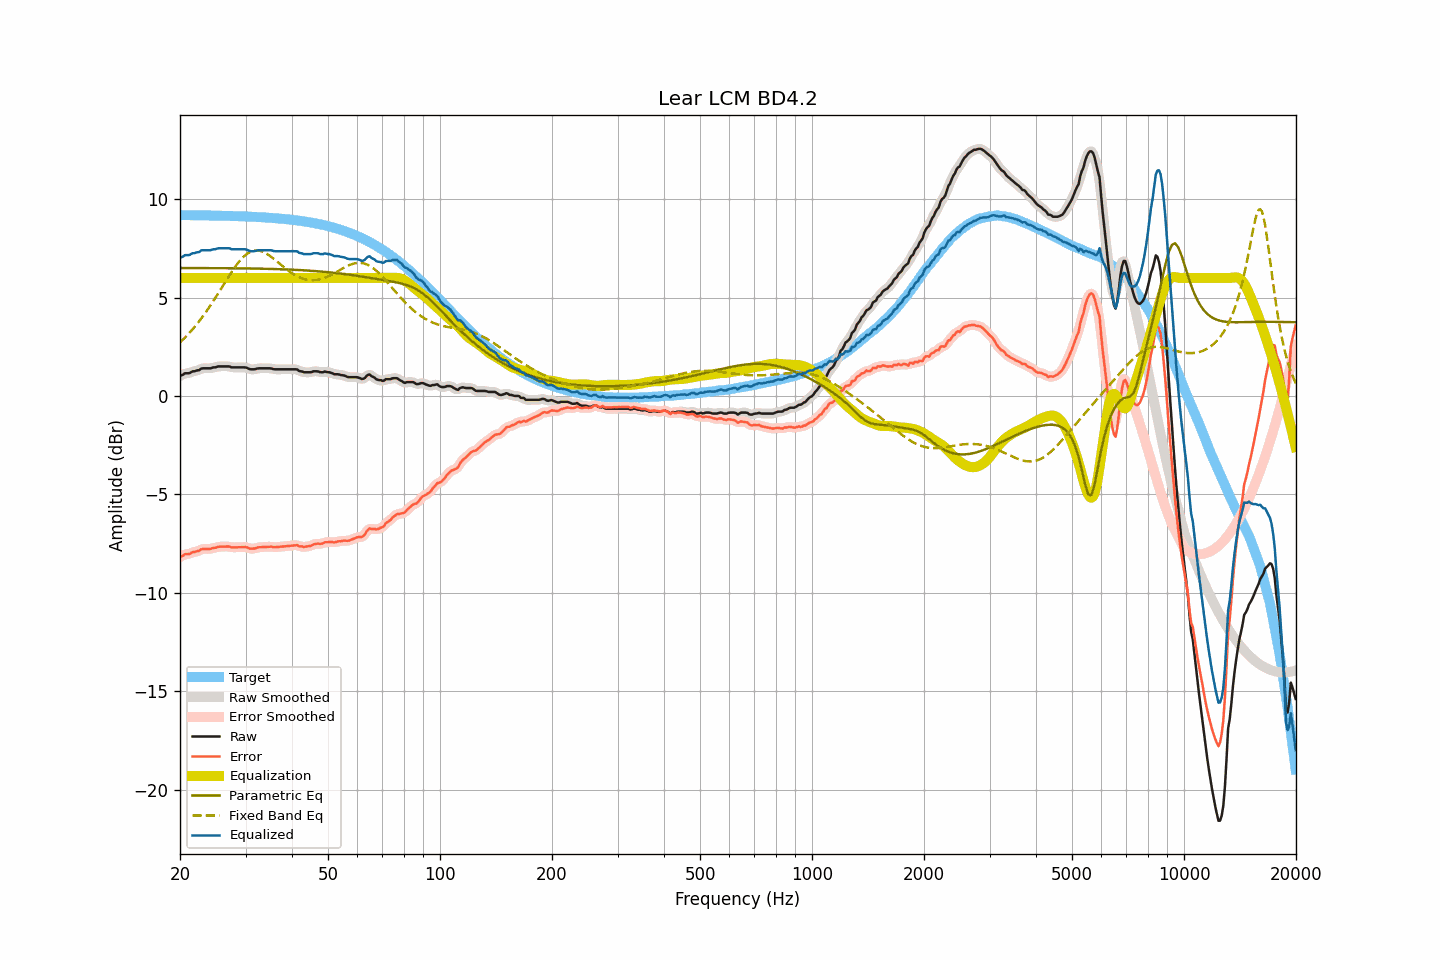 Lear LCM BD4.2
Amplitude (dBr)
10
5
0
−5
−10
−15
−20
Target
Raw Smoothed
Error Smoothed
Raw
Error
Equalization
Parametric Eq
Fixed Band Eq
Equalized
20 50 100 200 500 1000 2000 5000 10000 20000
Frequency (Hz)